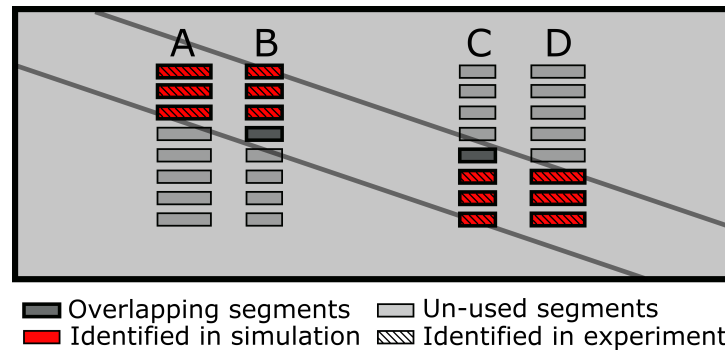 A B C D
Overlapping segments Un-used segments
Identified in simulation Identified in experiment